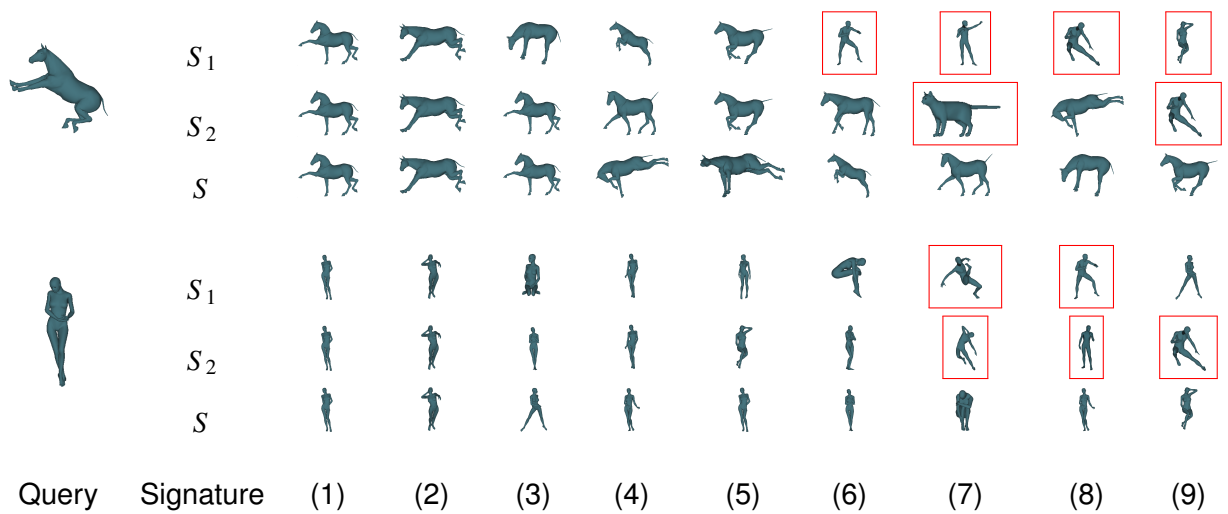 S1
S2
S
S1
S2
S
Query Signature (1) (2) (3) (4) (5) (6) (7) (8) (9)